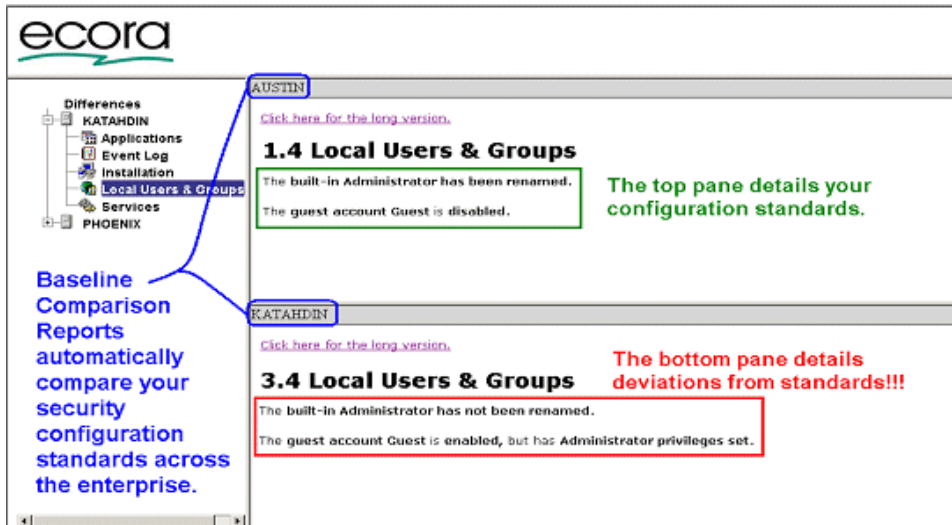 ecora
Differences
KATAHDIN
Applications
Event Log
Installation
Local Users & Groups
Services
PHOENIX
Baseline
Comparison
Reports
automatically
compare your
security
configuration
standards across
the enterprise.
AUSTIN
Click here for the long version.
1.4 Local Users & Groups
The built-in Administrator has been renamed.
The guest account Guest is disabled.
The top pane details your
configuration standards.
KATAHDIN
Click here for the long version.
3.4 Local Users & Groups
The built-in Administrator has not been renamed.
The guest account Guest is enabled, but has Administrator privileges set.
The bottom pane details
deviations from standards!!!